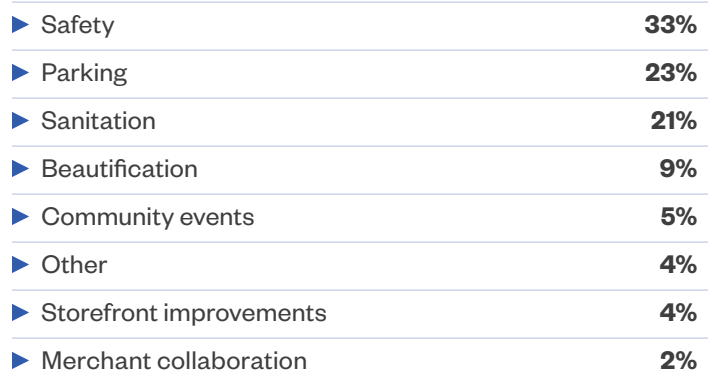 Safety 33%
Parking 23%
Sanitation 21%
Beautification 9%
Community events 5%
Other 4%
Storefront improvements 4%
Merchant collaboration 2%